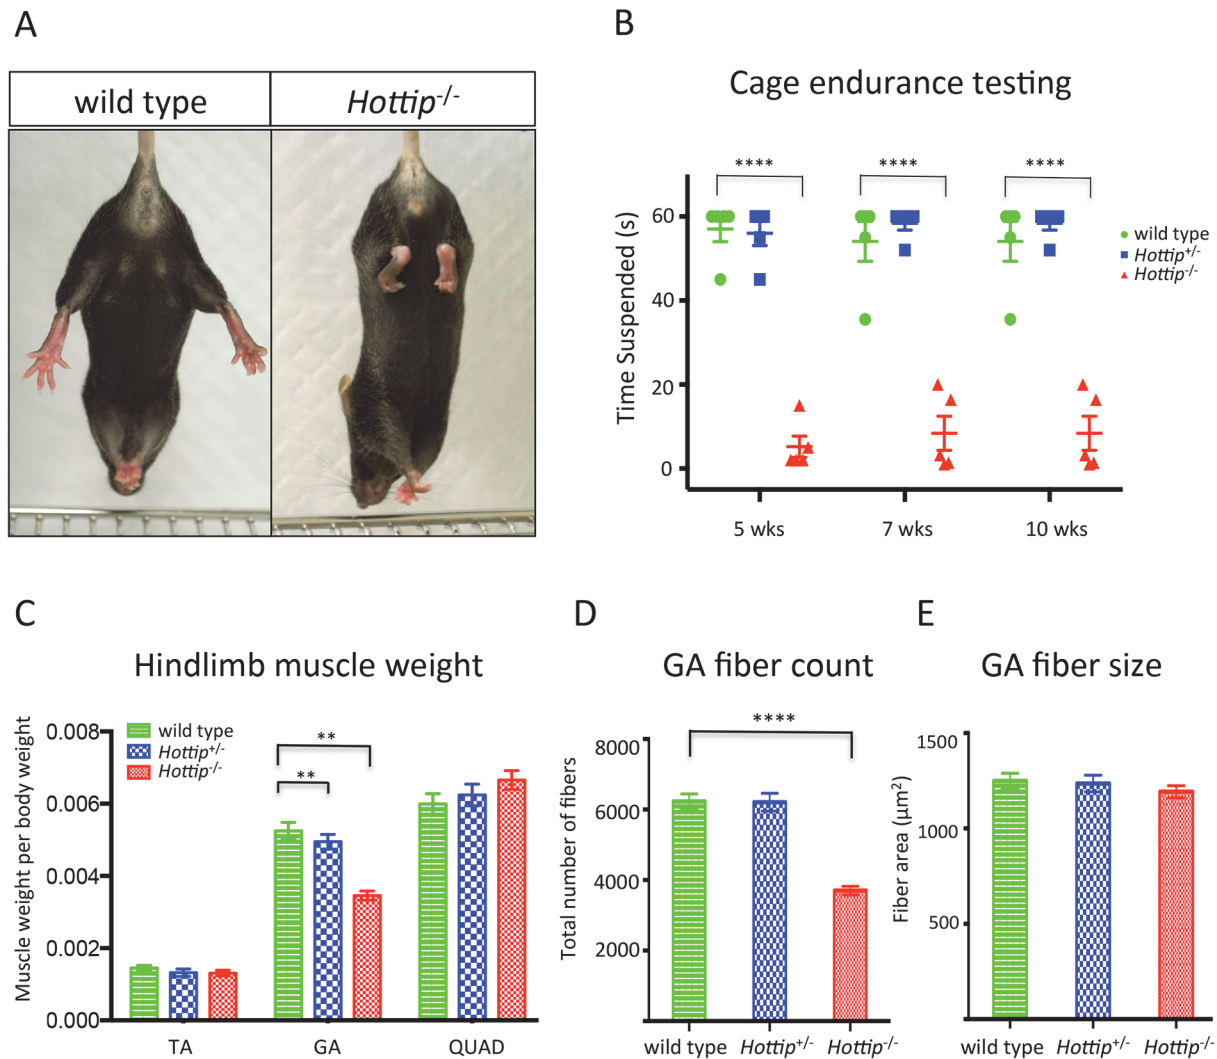 A
wild type
Hottip-/-
B
Cage endurance testing
****
****
****
Time Suspended (s)
60
40
20
0
5 wks
7 wks
10 wks
wild type
Hottip+/-
Hottip-/-
C
Hindlimb muscle weight
Muscle weight per body weight
0.008
0.006
0.004
0.002
0.000
wild type
Hottip+/-
Hottip-/-
**
**
TA
GA
QUAD
D
GA fiber count
****
Total number of fibers
8000
6000
4000
2000
wild type
Hottip+/-
Hottip-/-
E
GA fiber size
Fiber area (µm2)
1500
1000
500
wild type
Hottip+/-
Hottip-/-